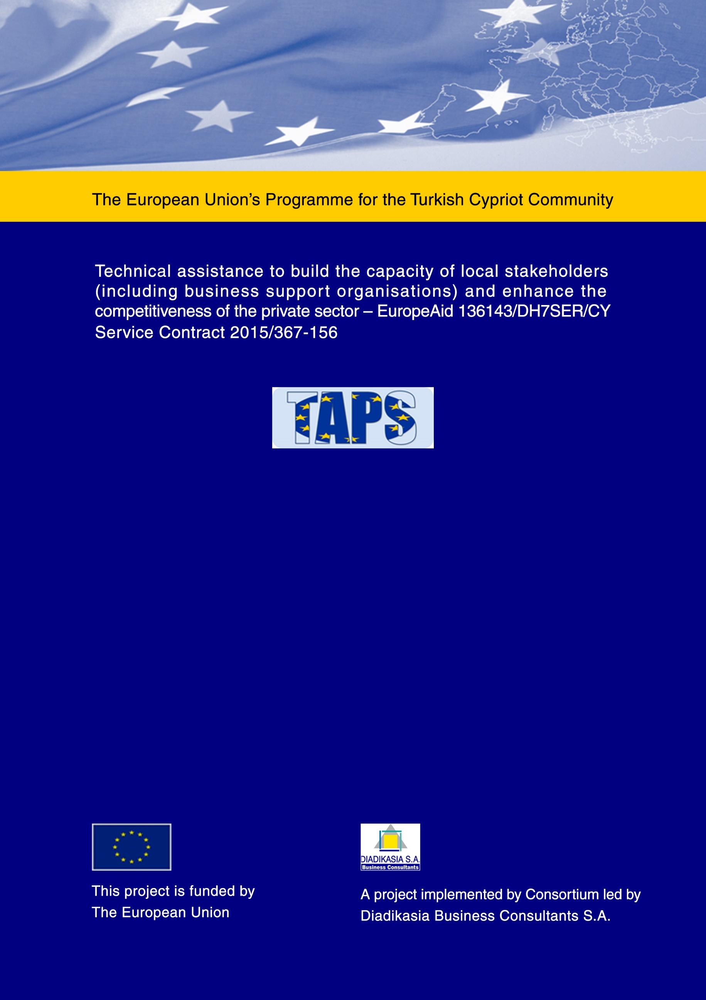 The European Union’s Programme for the Turkish Cypriot Community
Technical assistance to build the capacity of local stakeholders
(including business support organisations) and enhance the
competitiveness of the private sector – EuropeAid 136143/DH7SER/CY
Service Contract 2015/367-156
TAPS
DIADIKASIA S.A.
Business Consultants
This project is funded by
The European Union
A project implemented by Consortium led by
Diadikasia Business Consultants S.A.